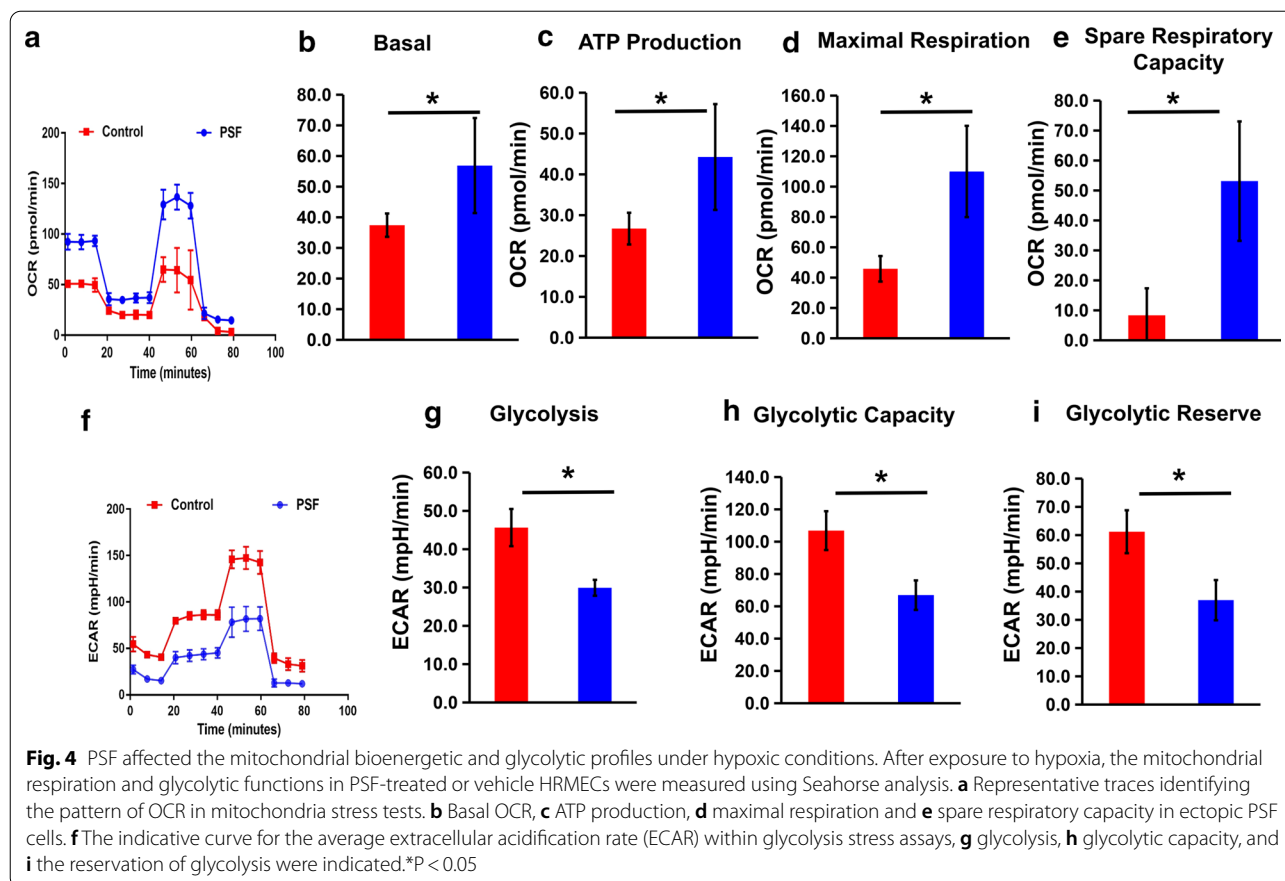 a
Control
PSF
OCR (pmol/min)
200
150
100
50
0
0 20 40 60 80 100
Time (minutes)
b
Basal
80.0
70.0
60.0
50.0
40.0
30.0
20.0
10.0
0.0
*
c
ATP Production
OCR (pmol/min)
60.0
50.0
40.0
30.0
20.0
10.0
0.0
*
d
Maximal Respiration
OCR (pmol/min)
160.0
140.0
120.0
100.0
80.0
60.0
40.0
20.0
0.0
*
e
Spare Respiratory
Capacity
OCR (pmol/min)
80.0
70.0
60.0
50.0
40.0
30.0
20.0
10.0
0.0
*
f
Control
PSF
ECAR (mpH/min)
200
150
100
50
0
0 20 40 60 80 100
Time (minutes)
g
Glycolysis
ECAR (mpH/min)
60.0
50.0
40.0
30.0
20.0
10.0
0.0
*
h
Glycolytic Capacity
ECAR (mpH/min)
140.0
120.0
100.0
80.0
60.0
40.0
20.0
0.0
*
i
Glycolytic Reserve
ECAR (mpH/min)
80.0
70.0
60.0
50.0
40.0
30.0
20.0
10.0
0.0
*
Fig. 4 PSF affected the mitochondrial bioenergetic and glycolytic profiles under hypoxic conditions. After exposure to hypoxia, the mitochondrial
respiration and glycolytic functions in PSF-treated or vehicle HRMECs were measured using Seahorse analysis. a Representative traces identifying
the pattern of OCR in mitochondria stress tests. b Basal OCR, c ATP production, d maximal respiration and e spare respiratory capacity in ectopic PSF
cells. f The indicative curve for the average extracellular acidification rate (ECAR) within glycolysis stress assays, g glycolysis, h glycolytic capacity, and
i the reservation of glycolysis were indicated.*P < 0.05